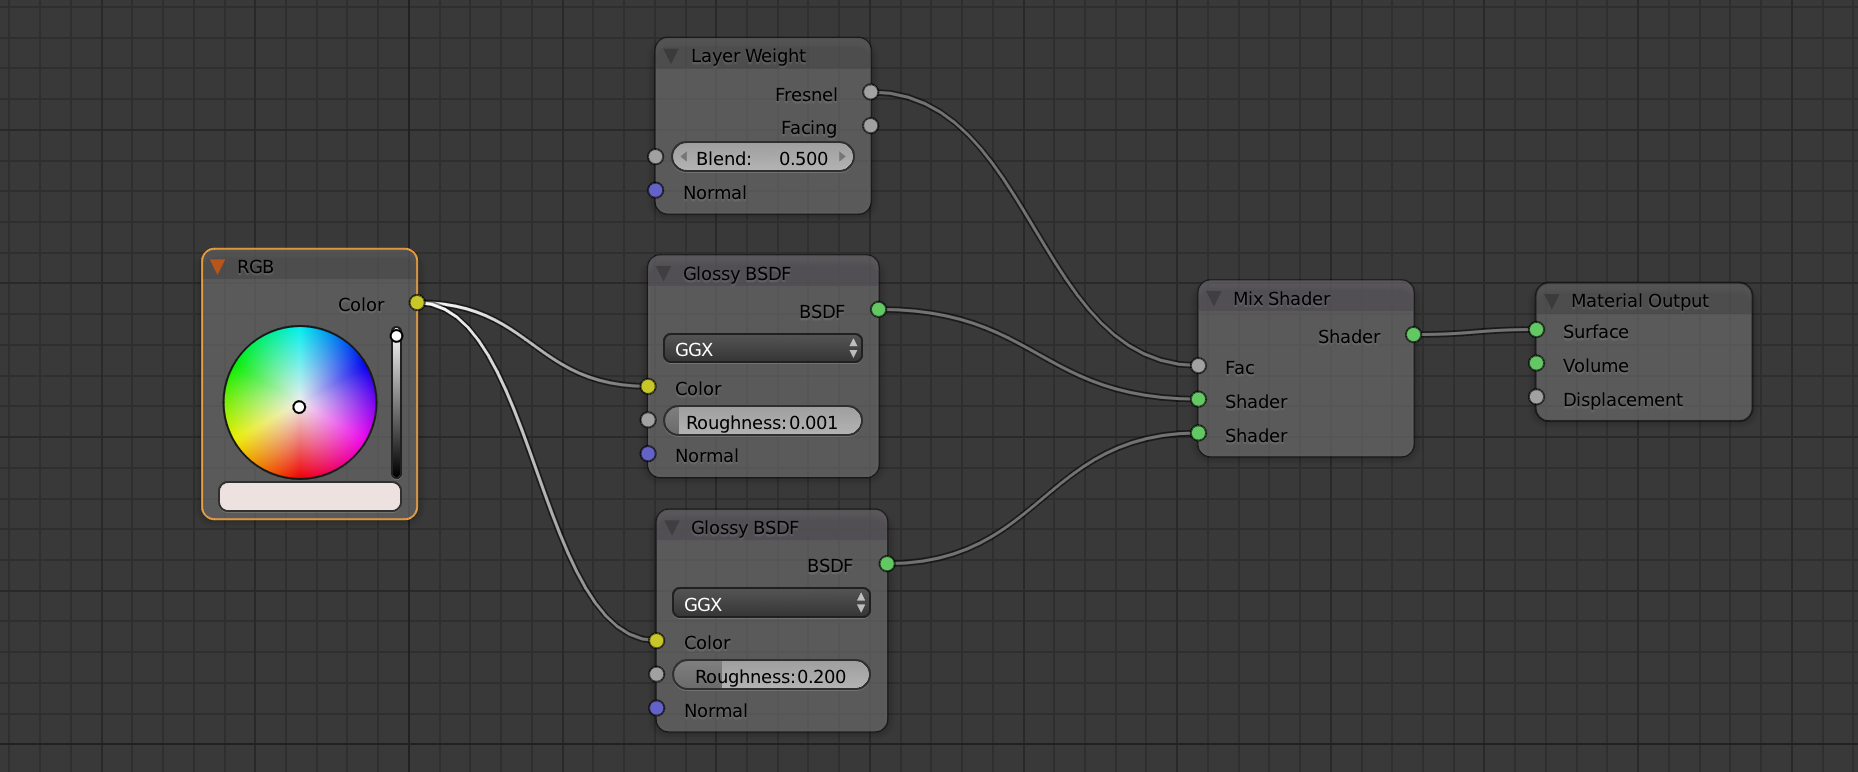 RGB
Color
Layer Weight
Fresnel
Facing
Blend: 0.500
Normal
Glossy BSDF
BSDF
GGX
Color
Roughness: 0.001
Normal
Glossy BSDF
BSDF
GGX
Color
Roughness: 0.200
Normal
Mix Shader
Shader
Fac
Shader
Shader
Material Output
Surface
Volume
Displacement